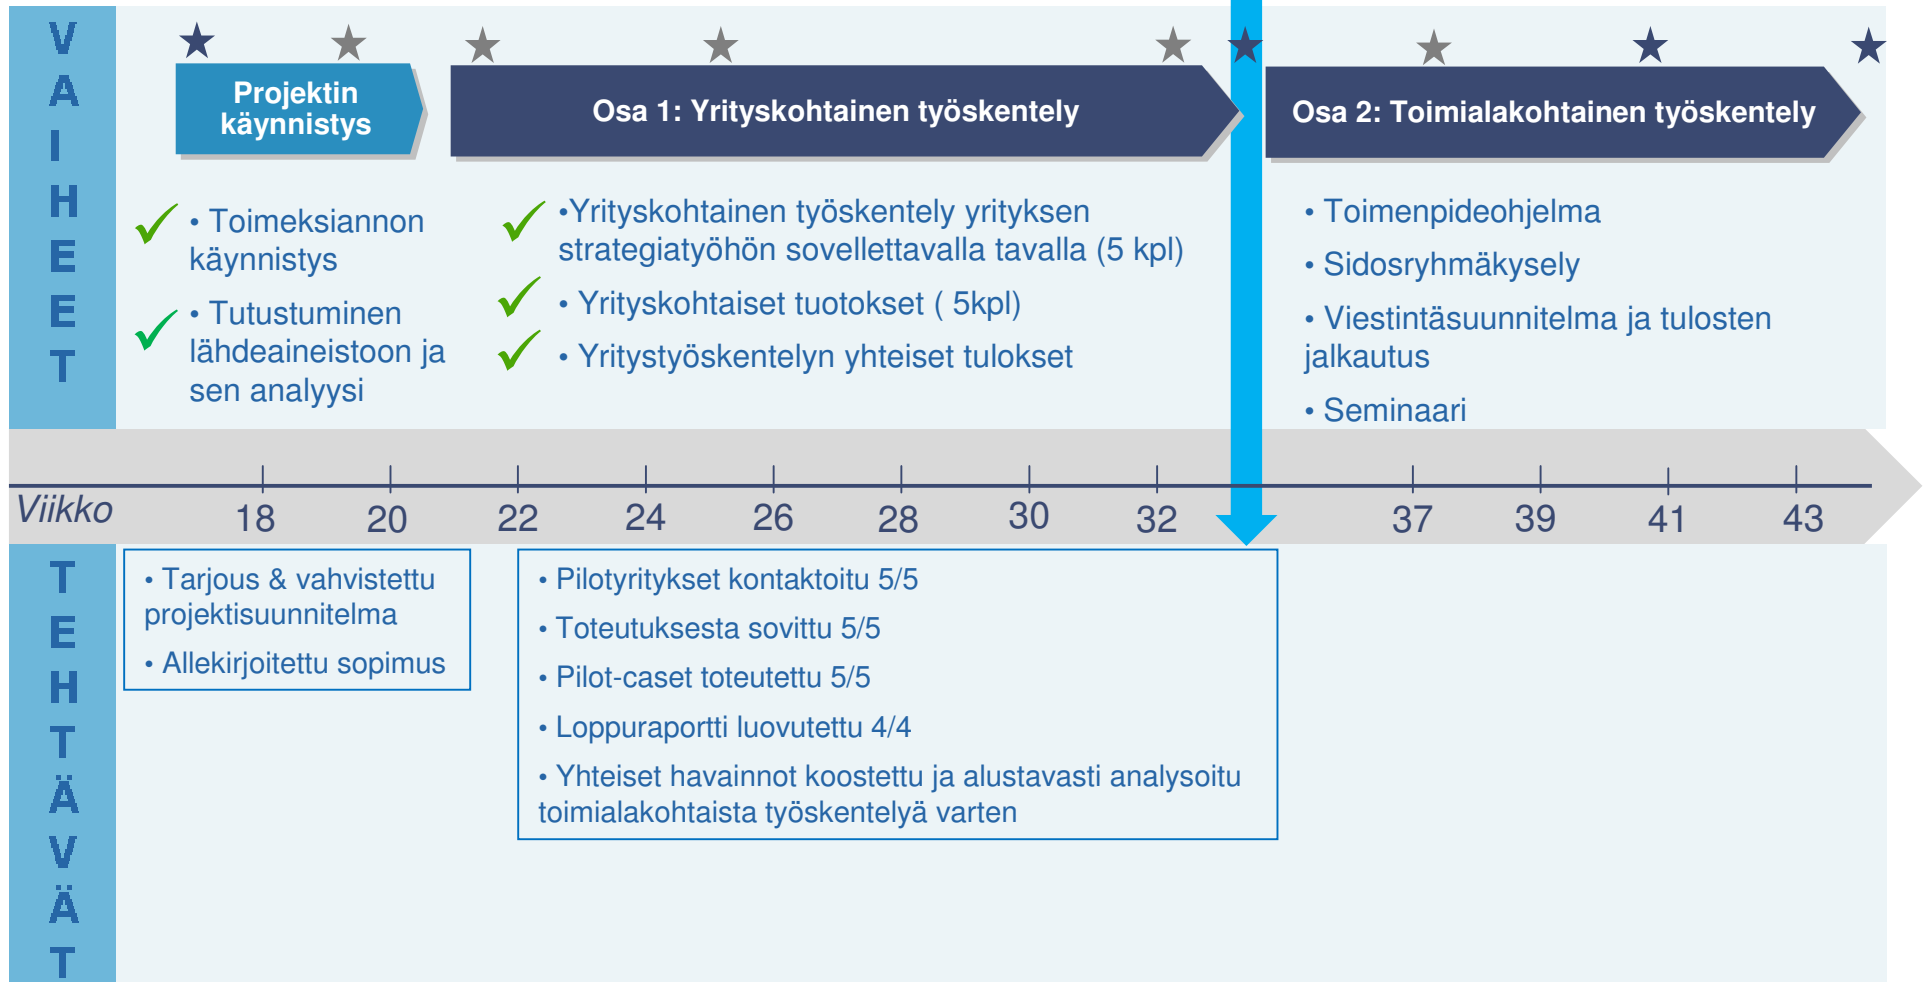 VAIHEET
Projektin
käynnistys
Osa 1: Yrityskohtainen työskentely
Osa 2: Toimialakohtainen työskentely
• Toimeksiannon
käynnistys
• Tutustuminen
lähdeaineistoon ja
sen analyysi
•Yrityskohtainen työskentely yrityksen
strategiatyöhön sovellettavalla tavalla (5 kpl)
• Yrityskohtaiset tuotokset ( 5kpl)
• Yritystyöskentelyn yhteiset tulokset
• Toimenpideohjelma
• Sidosryhmäkysely
• Viestintäsuunnitelma ja tulosten
jalkautus
• Seminaari
Viikko 18 20 22 24 26 28 30 32 37 39 41 43
TEHTÄVÄT
• Tarjous & vahvistettu
projektisuunnitelma
• Allekirjoitettu sopimus
• Pilotyritykset kontaktoitu 5/5
• Toteutuksesta sovittu 5/5
• Pilot-caset toteutettu 5/5
• Loppuraportti luovutettu 4/4
• Yhteiset havainnot koostettu ja alustavasti analysoitu
toimialakohtaista työskentelyä varten